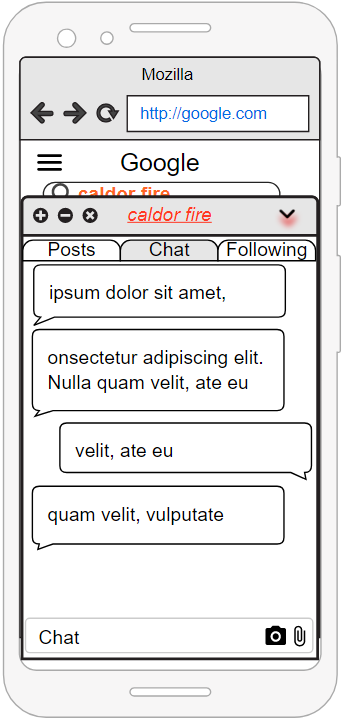 Mozilla
http://google.com
Google
caldor fire
caldor fire
Posts Chat Following
ipsum dolor sit amet,
onsectetur adipiscing elit.
Nulla quam velit, ate eu
velit, ate eu
quam velit, vulputate
Chat